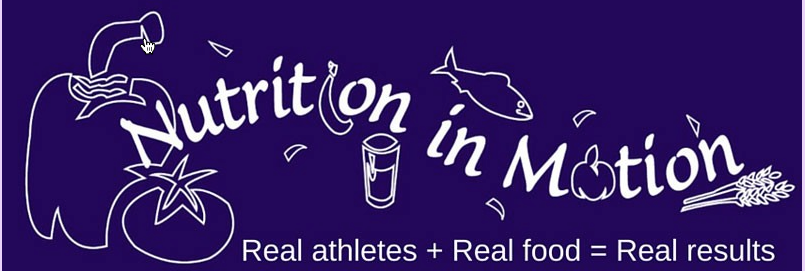 Nutrition in Motion
Real athletes + Real food = Real results